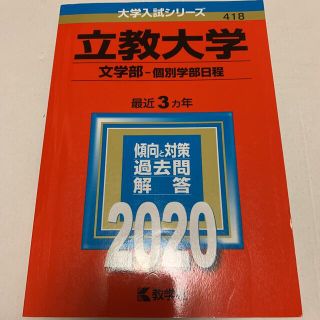 大学入試シリーズ
418
立教大学
文学部-個別学部日程
最近3ヵ年
傾向と対策
過去問
解答
2020
教学社